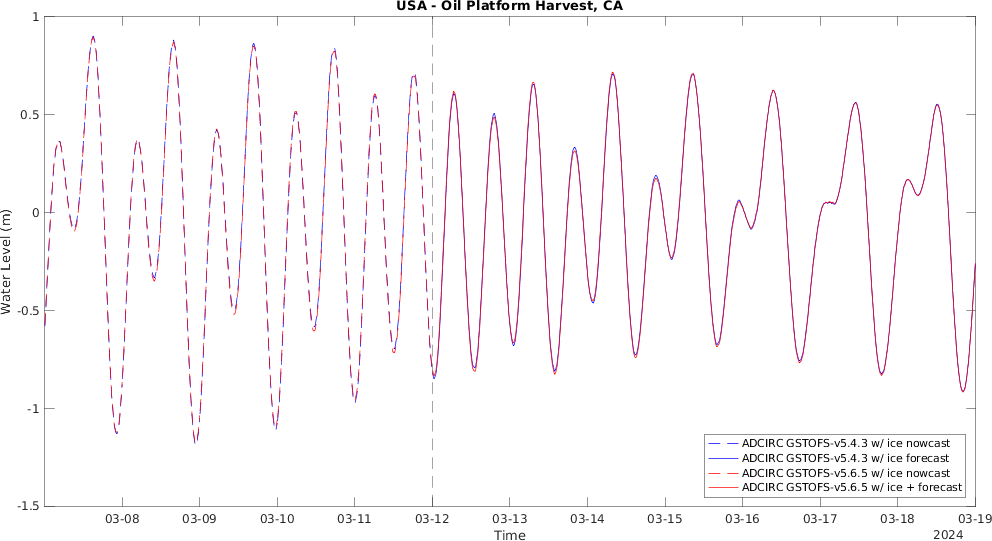 USA - Oil Platform Harvest, CA
1
0.5
0
-0.5
-1
-1.5
Water Level (m)
ADCIRC GSTOFS-v5.4.3 w/ ice nowcast
ADCIRC GSTOFS-v5.4.3 w/ ice forecast
ADCIRC GSTOFS-v5.6.5 w/ ice nowcast
ADCIRC GSTOFS-v5.6.5 w/ ice + forecast
03-08 03-09 03-10 03-11 03-12 03-13 03-14 03-15 03-16 03-17 03-18 03-19
Time
2024